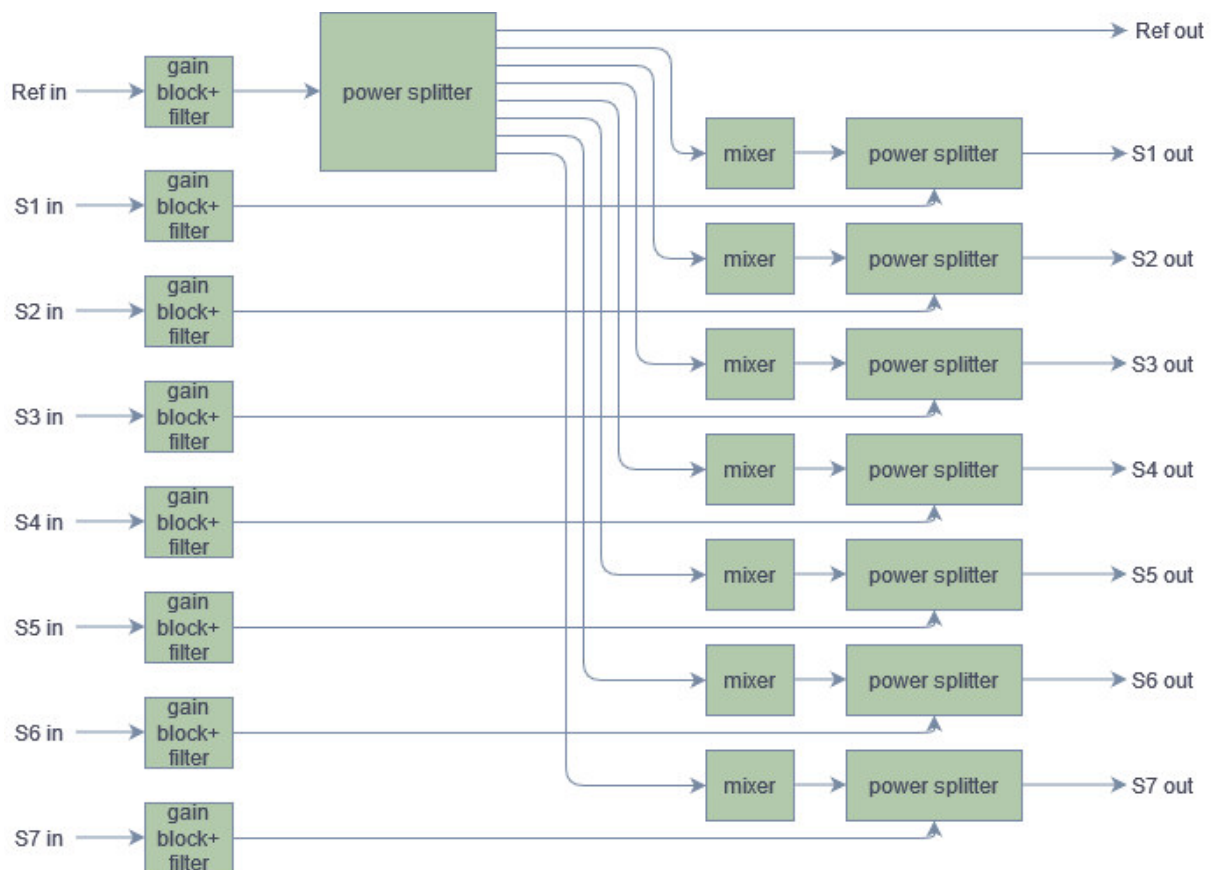 Ref out
gain
block+
filter
Ref in
power splitter
mixer
power splitter
S1 out
gain
block+
filter
S1 in
mixer
power splitter
S2 out
gain
block+
filter
S2 in
mixer
power splitter
S3 out
gain
block+
filter
S3 in
mixer
power splitter
S4 out
gain
block+
filter
S4 in
mixer
power splitter
S5 out
gain
block+
filter
S5 in
mixer
power splitter
S6 out
gain
block+
filter
S6 in
mixer
power splitter
S7 out
gain
block+
filter
S7 in